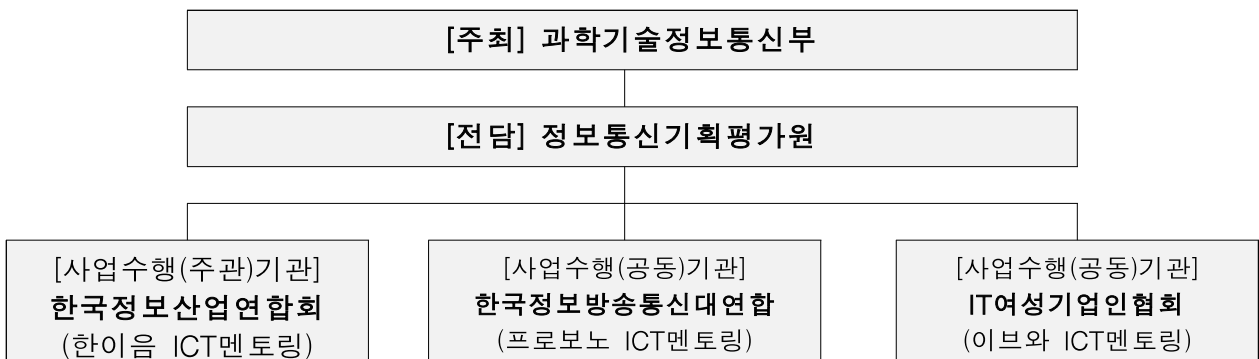 [주최] 과학기술정보통신부
[전담] 정보통신기획평가원
[사업수행(주관)기관]
한국정보산업연합회
(한이음 ICT멘토링)
[사업수행(공동)기관]
한국정보방송통신대연합
(프로보노 ICT멘토링)
[사업수행(공동)기관]
IT여성기업인협회
(이브와 ICT멘토링)